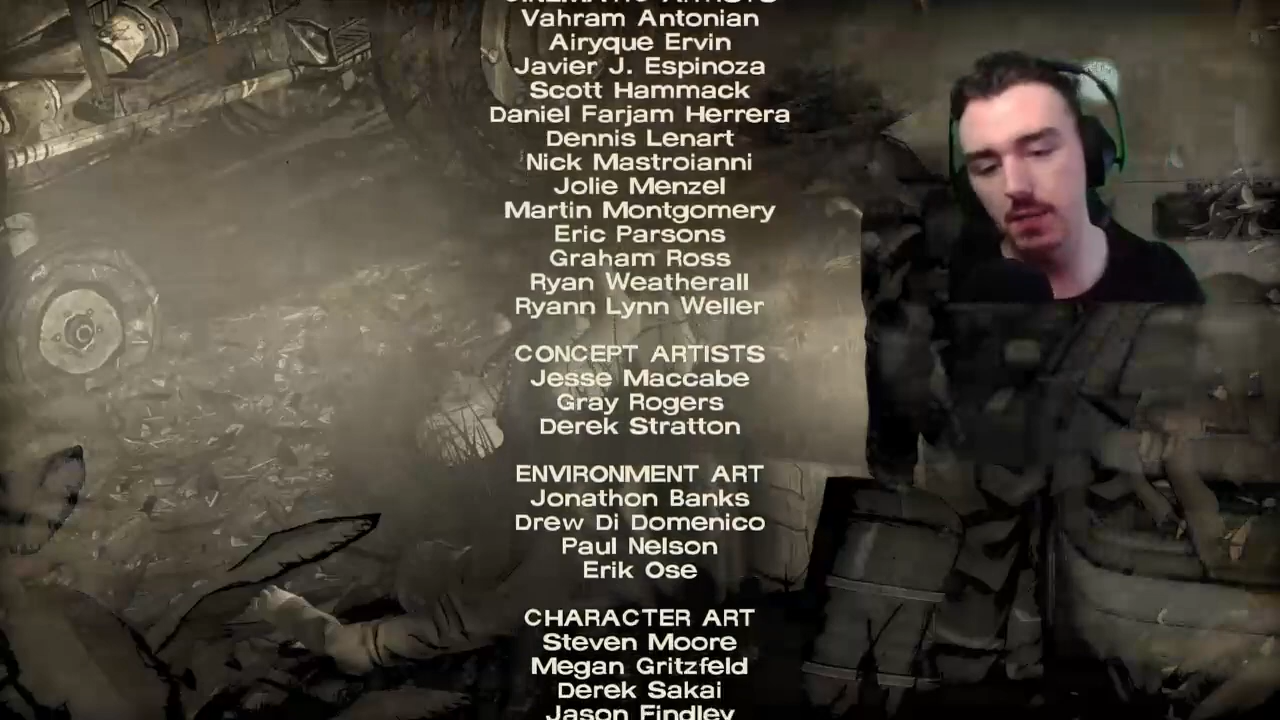 CINEMATIC ARTISTS
Vahram Antonian
Airyque Ervin
Javier J. Espinoza
Scott Hammack
Daniel Farjam Herrera
Dennis Lenart
Nick Mastroianni
Jolie Menzel
Martin Montgomery
Eric Parsons
Graham Ross
Ryan Weatherall
Ryann Lynn Weller
CONCEPT ARTISTS
Jesse Maccabe
Gray Rogers
Derek Stratton
ENVIRONMENT ART
Jonathon Banks
Drew Di Domenico
Paul Nelson
Erik Ose
CHARACTER ART
Steven Moore
Megan Gritzfeld
Derek Sakai
Jason Findley